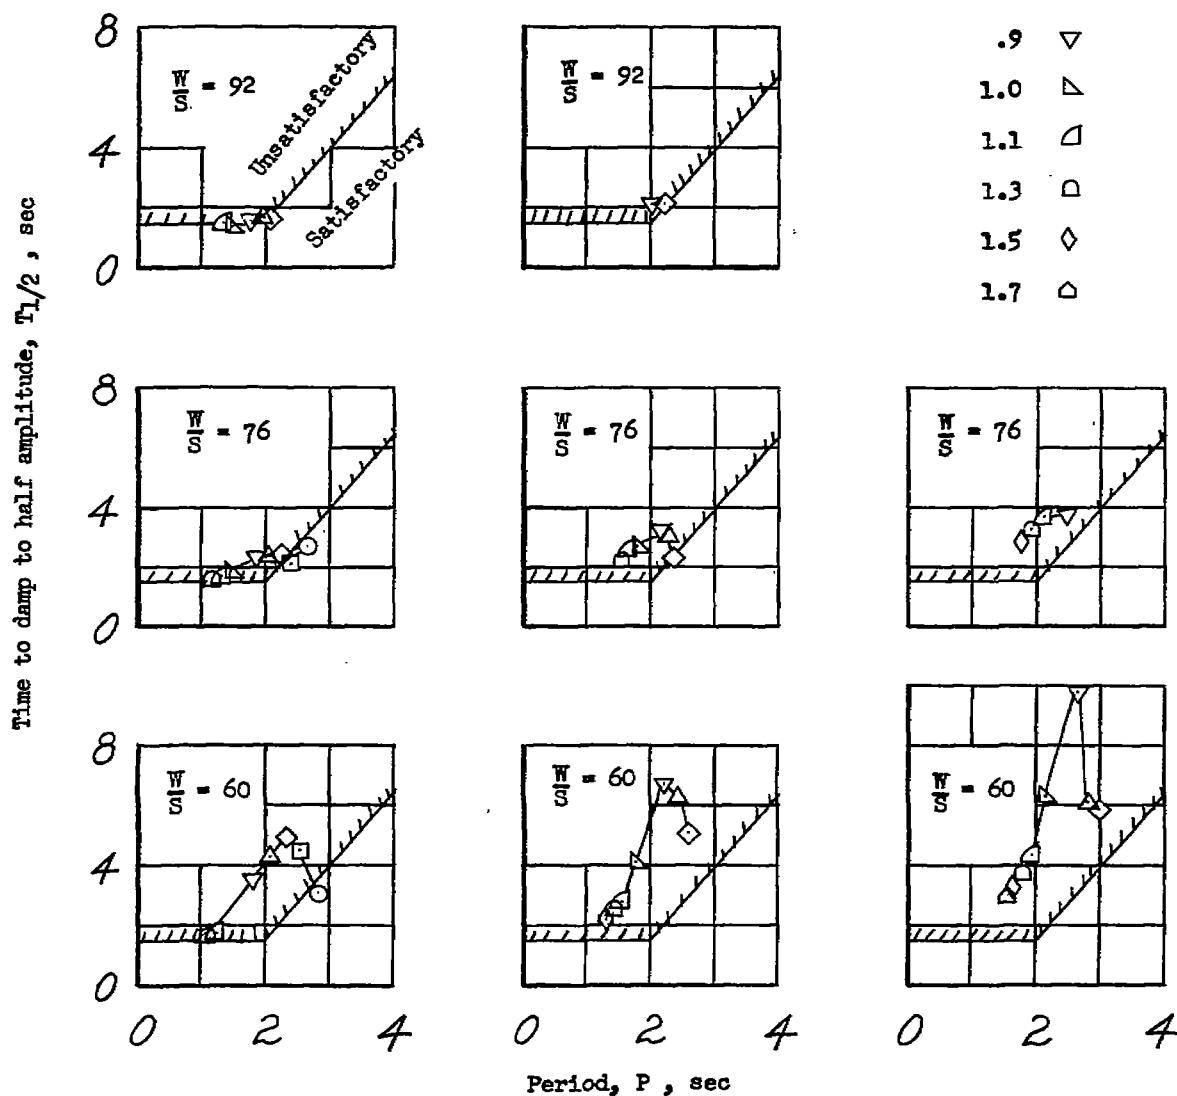 8
4
0
W/S = 92
Unsatisfactory
Satisfactory
W/S = 92
.9
1.0
1.1
1.3
1.5
1.7
8
4
0
W/S = 76
W/S = 76
W/S = 76
8
4
0
W/S = 60
W/S = 60
W/S = 60
0 2 4
0 2 4
0 2 4
Time to damp to half amplitude, T1/2 , sec
Period, P , sec